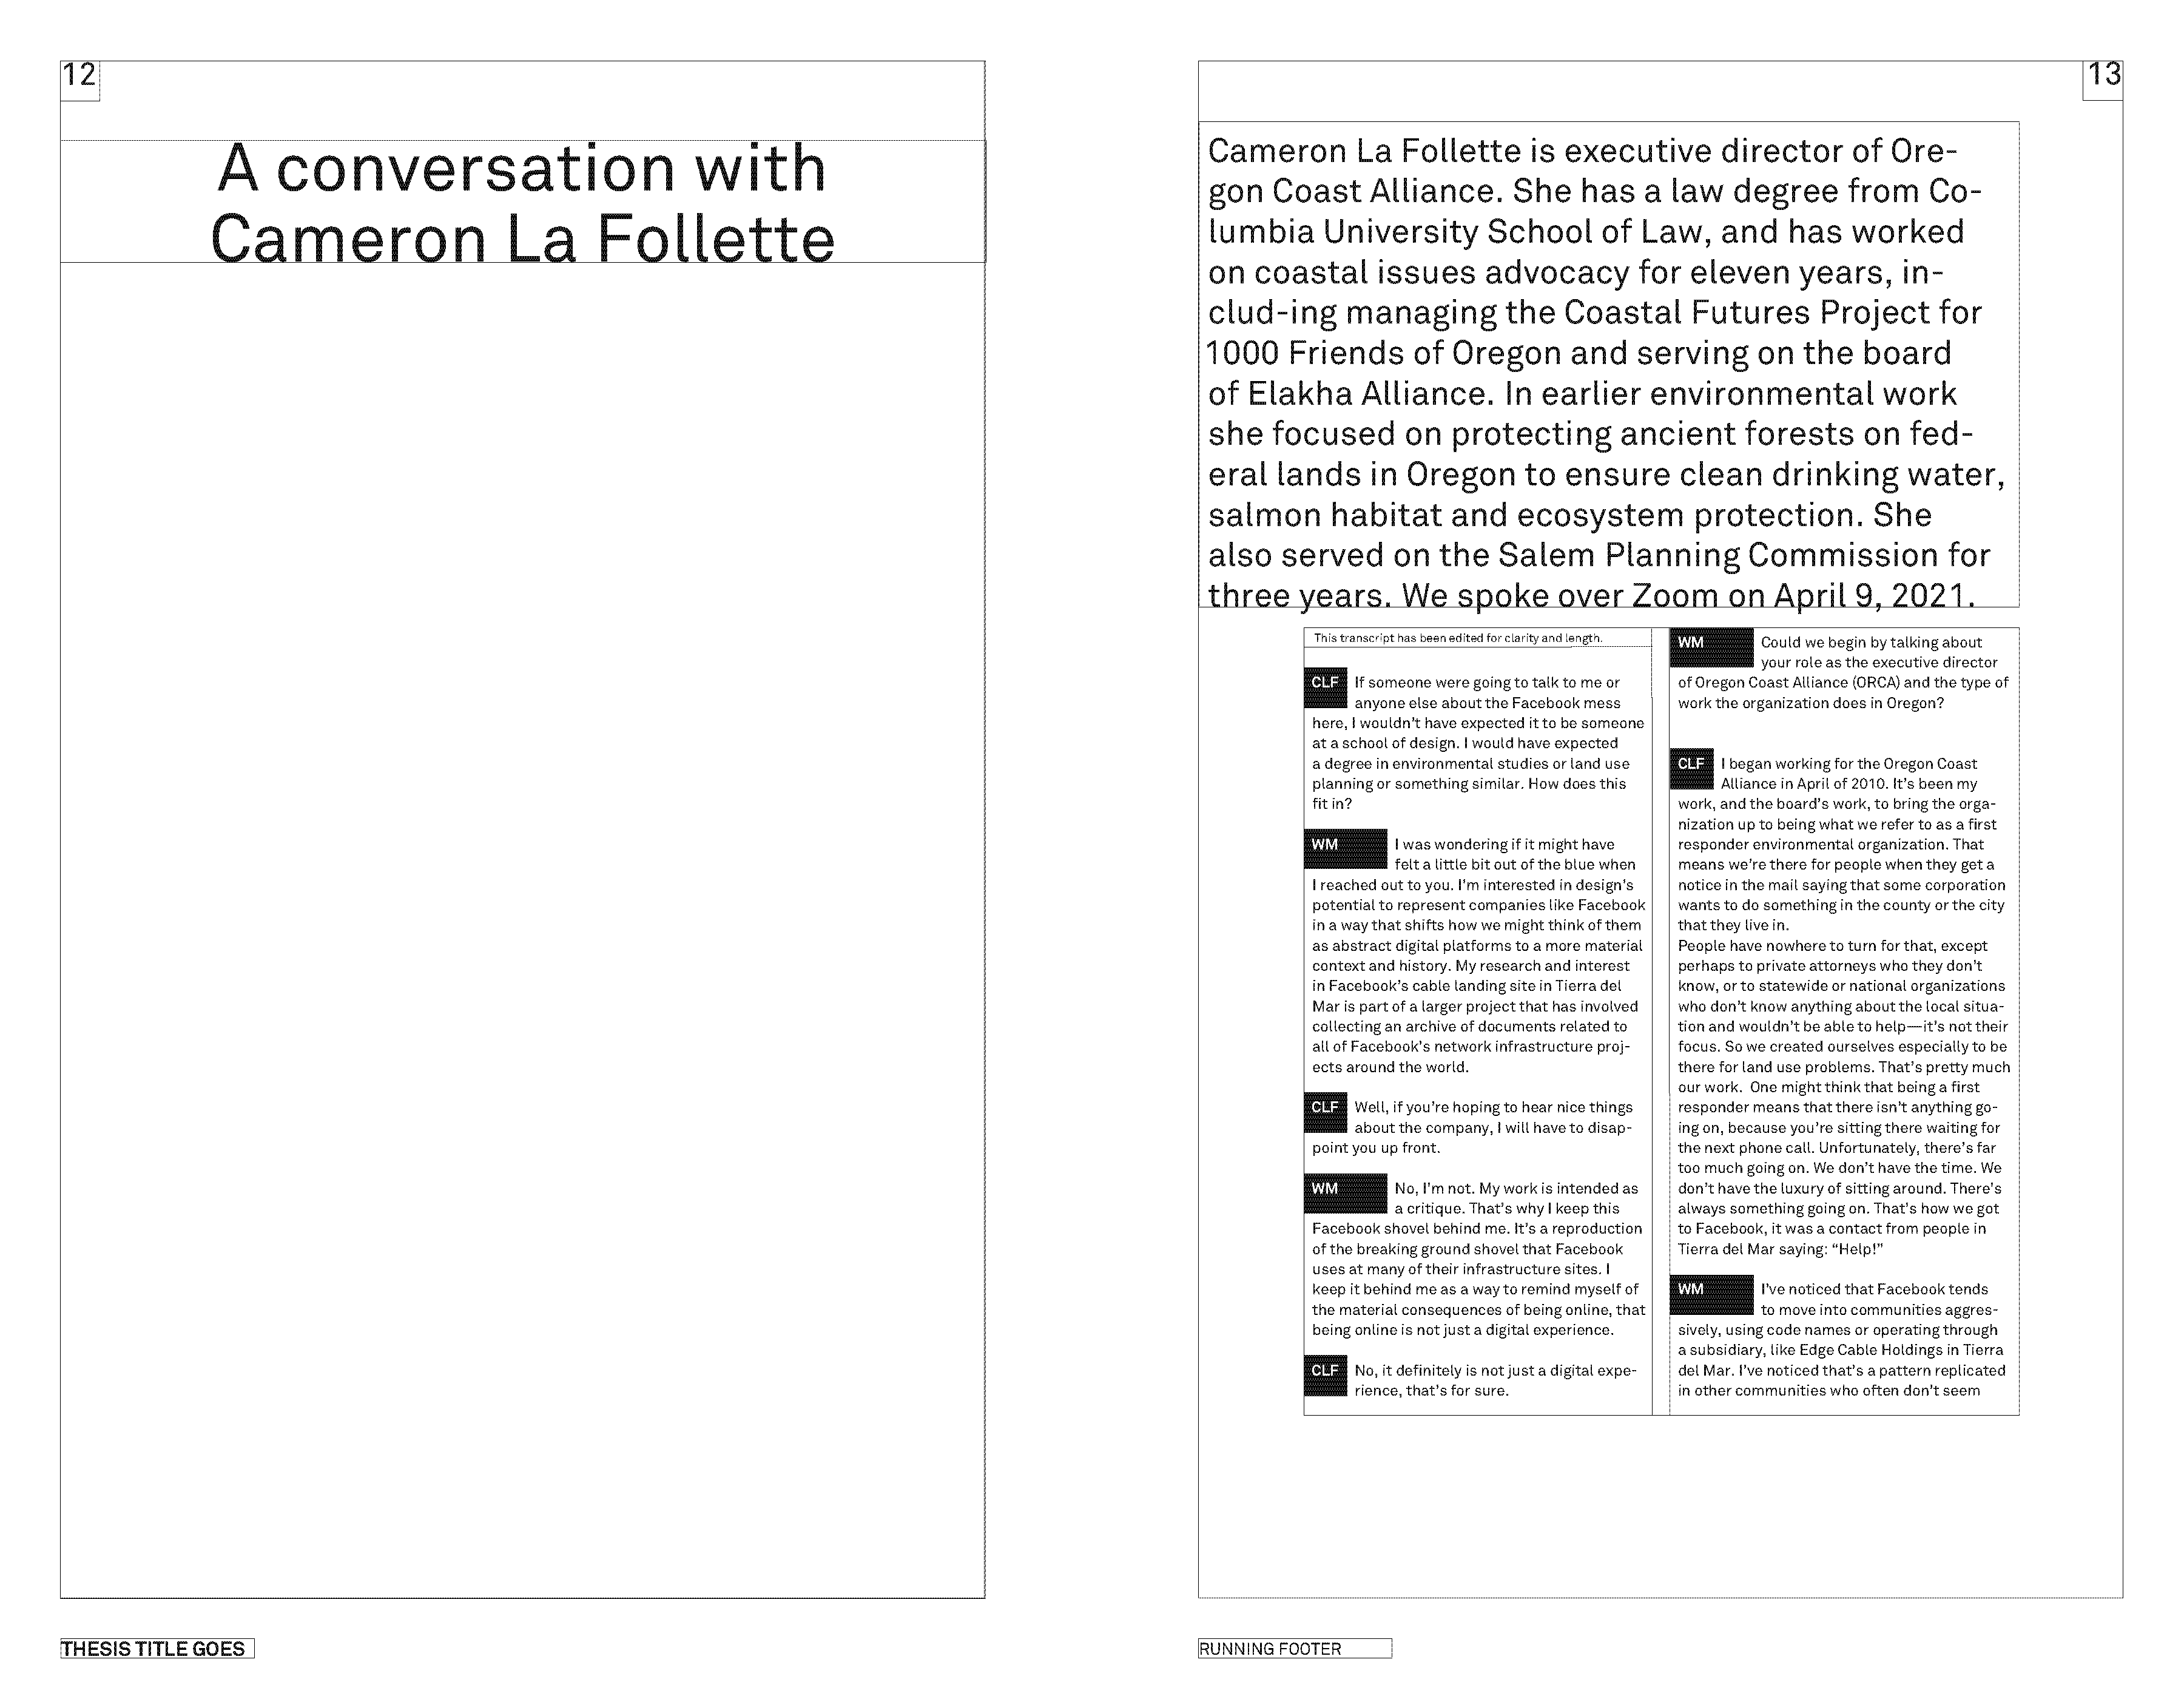 12
A conversation with
Cameron La Follette
THESIS TITLE GOES
13
Cameron La Follette is executive director of Ore-
gon Coast Alliance. She has a law degree from Co-
lumbia University School of Law, and has worked
on coastal issues advocacy for eleven years, in-
clud-ing managing the Coastal Futures Project for
1000 Friends of Oregon and serving on the board
of Elakha Alliance. In earlier environmental work
she focused on protecting ancient forests on fed-
eral lands in Oregon to ensure clean drinking water,
salmon habitat and ecosystem protection. She
also served on the Salem Planning Commission for
three years. We spoke over Zoom on April 9, 2021.
This transcript has been edited for clarity and length.
CLF If someone were going to talk to me or
anyone else about the Facebook mess
here, I wouldn't have expected it to be someone
at a school of design. I would have expected
a degree in environmental studies or land use
planning or something similar. How does this
fit in?
WM I was wondering if it might have
felt a little bit out of the blue when
I reached out to you. I'm interested in design's
potential to represent companies like Facebook
in a way that shifts how we might think of them
as abstract digital platforms to a more material
context and history. My research and interest
in Facebook's cable landing site in Tierra del
Mar is part of a larger project that has involved
collecting an archive of documents related to
all of Facebook's network infrastructure proj-
ects around the world.
CLF Well, if you're hoping to hear nice things
about the company, I will have to disap-
point you up front.
WM No, I'm not. My work is intended as
a critique. That's why I keep this
Facebook shovel behind me. It's a reproduction
of the breaking ground shovel that Facebook
uses at many of their infrastructure sites. I
keep it behind me as a way to remind myself of
the material consequences of being online, that
being online is not just a digital experience.
CLF No, it definitely is not just a digital expe-
rience, that's for sure.
WM Could we begin by talking about
your role as the executive director
of Oregon Coast Alliance (ORCA) and the type of
work the organization does in Oregon?
CLF I began working for the Oregon Coast
Alliance in April of 2010. It's been my
work, and the board's work, to bring the orga-
nization up to being what we refer to as a first
responder environmental organization. That
means we're there for people when they get a
notice in the mail saying that some corporation
wants to do something in the county or the city
that they live in.
People have nowhere to turn for that, except
perhaps to private attorneys who they don't
know, or to statewide or national organizations
who don't know anything about the local situa-
tion and wouldn't be able to help—it's not their
focus. So we created ourselves especially to be
there for land use problems. That's pretty much
our work. One might think that being a first
responder means that there isn't anything go-
ing on, because you're sitting there waiting for
the next phone call. Unfortunately, there's far
too much going on. We don't have the time. We
don't have the luxury of sitting around. There's
always something going on. That's how we got
to Facebook, it was a contact from people in
Tierra del Mar saying: “Help!”
WM I've noticed that Facebook tends
to move into communities aggres-
sively, using code names or operating through
a subsidiary, like Edge Cable Holdings in Tierra
del Mar. I've noticed that's a pattern replicated
in other communities who often don't seem
RUNNING FOOTER